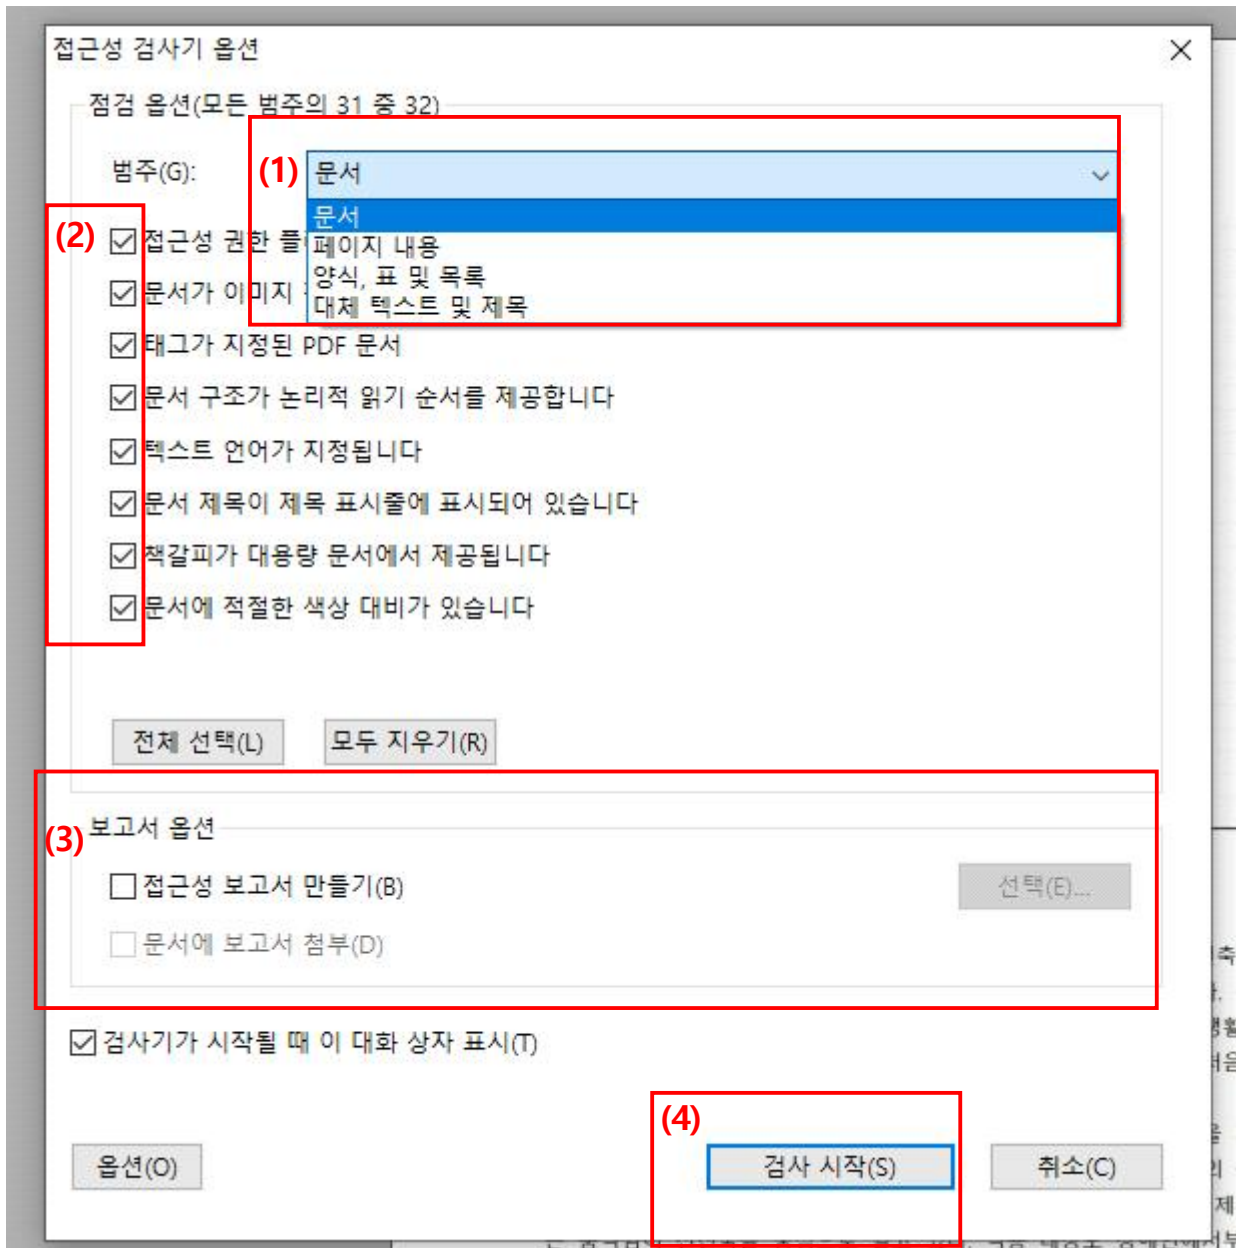 접근성 검사기 옵션
점검 옵션(모든 범주의 31 중 32)
범주(G):
(1)
문서
문서
페이지 내용
양식, 표 및 목록
대체 텍스트 및 제목
(2)
접근성 권한
문서가 이미지
태그가 지정된 PDF 문서
문서 구조가 논리적 읽기 순서를 제공합니다
텍스트 언어가 지정됩니다
문서 제목이 제목 표시줄에 표시되어 있습니다
책갈피가 대용량 문서에서 제공됩니다
문서에 적절한 색상 대비가 있습니다
전체 선택(L) 모두 지우기(R)
(3)
보고서 옵션
접근성 보고서 만들기(B) 선택(E)...
문서에 보고서 첨부(D)
검사기가 시작될 때 이 대화 상자 표시(T)
(4)
옵션(O) 검사 시작(S) 취소(C)